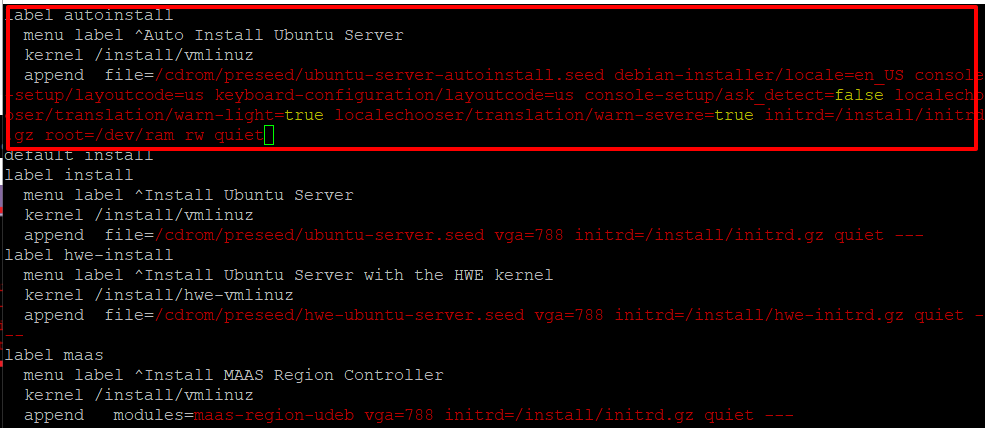 label autoinstall
  menu label ^Auto Install Ubuntu Server
  kernel /install/vmlinuz
  append  file=/cdrom/preseed/ubuntu-server-autoinstall.seed debian-installer/locale=en_US console
-setup/layoutcode=us keyboard-configuration/layoutcode=us console-setup/ask_detect=false localecho
oser/translation/warn-light=true localechooser/translation/warn-severe=true initrd=/install/initrd
.gz root=/dev/ram rw quiet
default install
label install
  menu label ^Install Ubuntu Server
  kernel /install/vmlinuz
  append  file=/cdrom/preseed/ubuntu-server.seed vga=788 initrd=/install/initrd.gz quiet ---
label hwe-install
  menu label ^Install Ubuntu Server with the HWE kernel
  kernel /install/hwe-vmlinuz
  append  file=/cdrom/preseed/hwe-ubuntu-server.seed vga=788 initrd=/install/hwe-initrd.gz quiet -
--
label maas
  menu label ^Install MAAS Region Controller
  kernel /install/vmlinuz
  append   modules=maas-region-udeb vga=788 initrd=/install/initrd.gz quiet ---